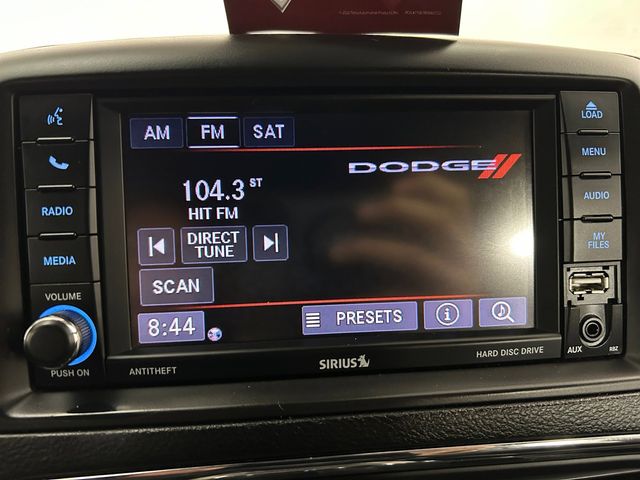 LOAD
AM FM SAT
MENU
DODGE
104.3 ST
RADIO
HIT FM
AUDIO
DIRECT
TUNE
MY
FILES
MEDIA
SCAN
VOLUME
8:44
PRESETS
PUSH ON
ANTITHEFT
SIRIUS
HARD DISC DRIVE
AUX
RBZ